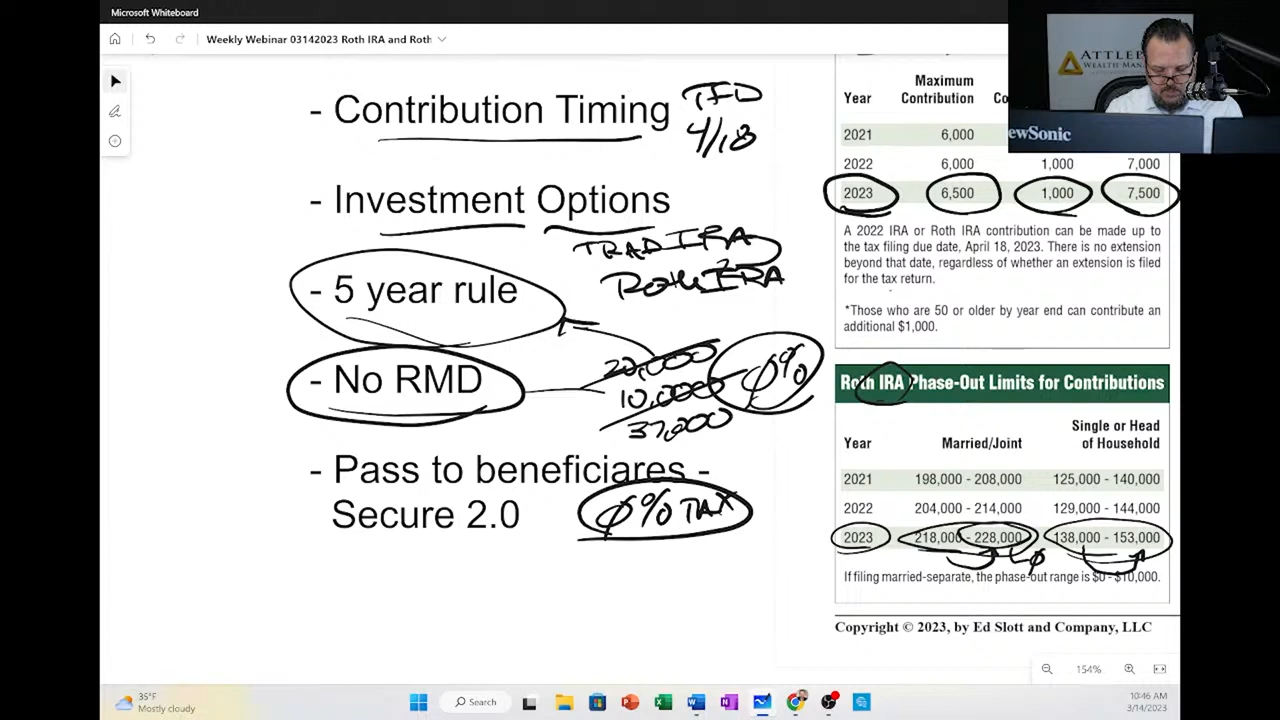 Microsoft Whiteboard
Weekly Webinar 03142023 Roth IRA and Roth
- Contribution Timing
TFD
4/18
- Investment Options
TRAD IRA
Roth IRA
- 5 year rule
- No RMD
20,000
10,000
37,000
0%
- Pass to beneficiares -
Secure 2.0
0% TAX
Maximum
Year Contribution
2021 6,000
2022 6,000 1,000 7,000
2023 6,500 1,000 7,500
A 2022 IRA or Roth IRA contribution can be made up to
the tax filing due date, April 18, 2023. There is no extension
beyond that date, regardless of whether an extension is filed
for the tax return.
*Those who are 50 or older by year end can contribute an
additional $1,000.
Roth IRA Phase-Out Limits for Contributions
Single or Head
Year Married/Joint of Household
2021 198,000 - 208,000 125,000 - 140,000
2022 204,000 - 214,000 129,000 - 144,000
2023 218,000 - 228,000 138,000 - 153,000
If filing married-separate, the phase-out range is $0 - $10,000.
Copyright © 2023, by Ed Slott and Company, LLC
154%
35°F
Mostly cloudy
Search
10:46 AM
3/14/2023